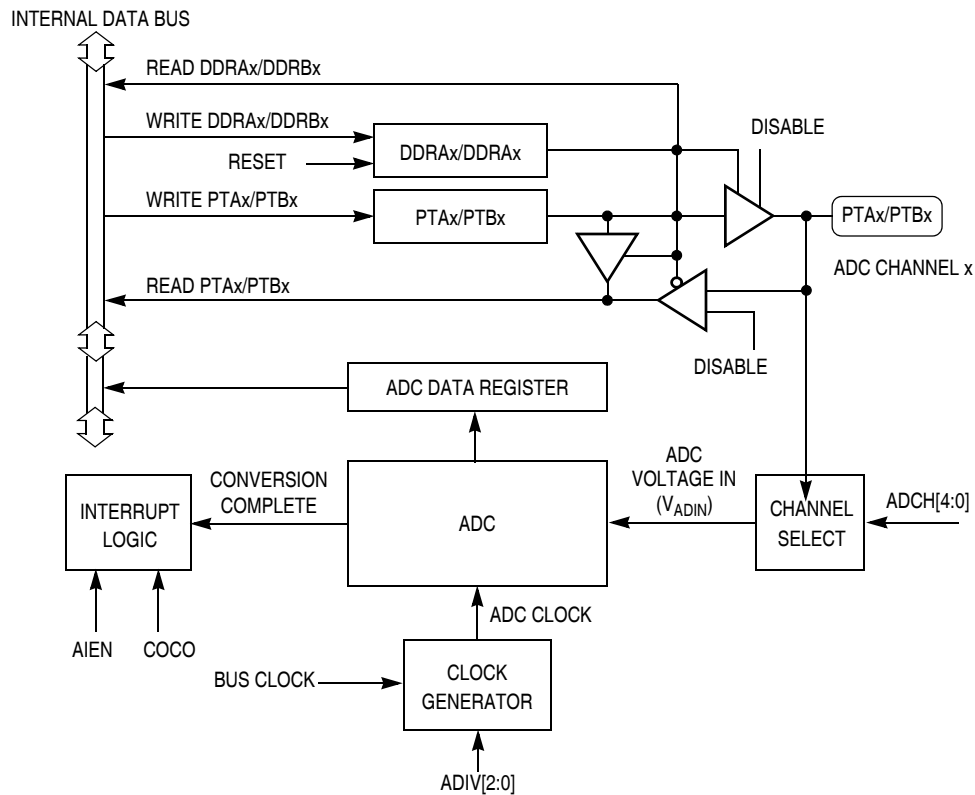 INTERNAL DATA BUS
READ DDRAx/DDRBx
WRITE DDRAx/DDRBx
DISABLE
RESET
DDRAx/DDRAx
WRITE PTAx/PTBx
PTAx/PTBx
PTAx/PTBx
ADC CHANNEL x
READ PTAx/PTBx
DISABLE
ADC DATA REGISTER
CONVERSION
COMPLETE
INTERRUPT
LOGIC
ADC
ADC
VOLTAGE IN
(VADIN)
CHANNEL
SELECT
ADCH[4:0]
AIEN
COCO
ADC CLOCK
BUS CLOCK
CLOCK
GENERATOR
ADIV[2:0]